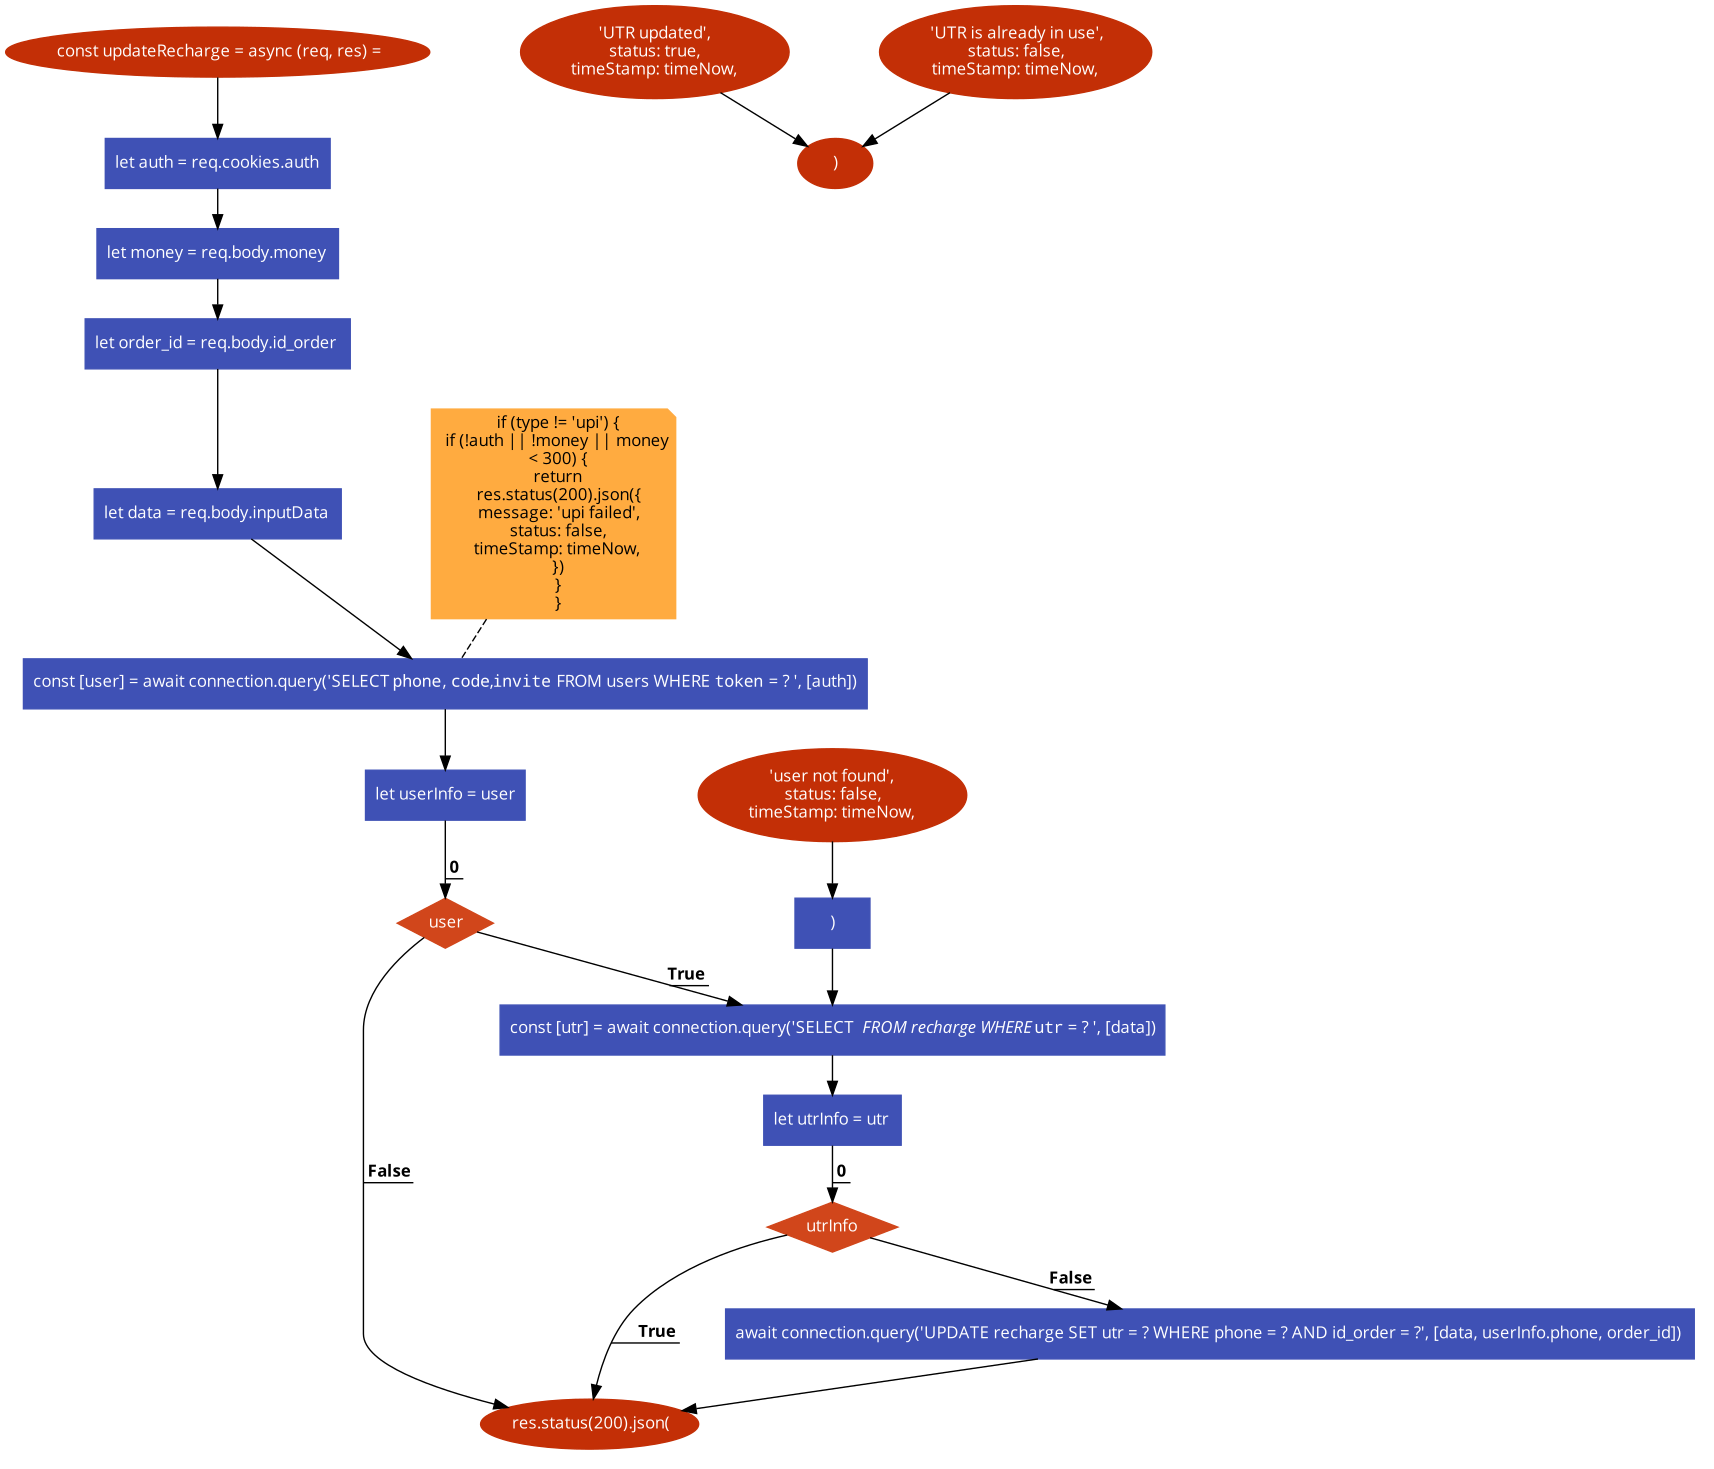 const updateRecharge = async (req, res) =
'UTR updated',
status: true,
timeStamp: timeNow,
'UTR is already in use',
status: false,
timeStamp: timeNow,
let auth = req.cookies.auth
)
let money = req.body.money
let order_id = req.body.id_order
if (type != 'upi') {
if (!auth || !money || money
< 300) {
return
res.status(200).json({
message: 'upi failed',
status: false,
timeStamp: timeNow,
})
}
}
let data = req.body.inputData
const [user] = await connection.query('SELECT phone, code,invite FROM users WHERE token = ? ', [auth])
let userInfo = user
'user not found',
status: false,
timeStamp: timeNow,
0
user
)
True
const [utr] = await connection.query('SELECT FROM recharge WHERE utr = ? ', [data])
let utrInfo = utr
False
0
utrInfo
False
True
await connection.query('UPDATE recharge SET utr = ? WHERE phone = ? AND id_order = ?', [data, userInfo.phone, order_id])
res.status(200).json(